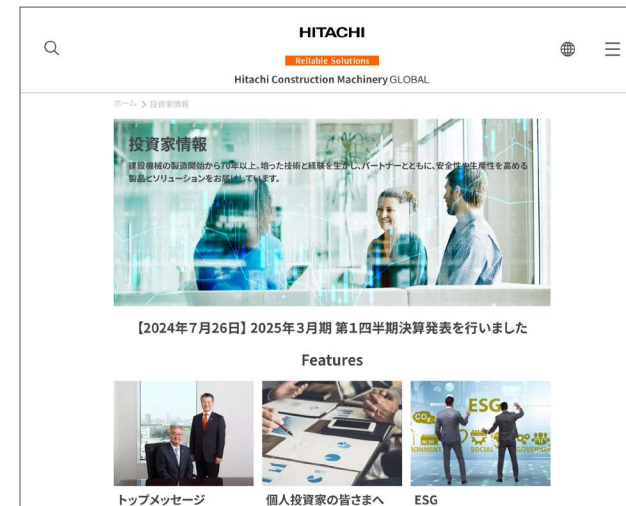 HITACHI
Reliable Solutions
Hitachi Construction Machinery GLOBAL
ホーム > 投資家情報
投資家情報
建設機械の製造開始から70年以上。培った技術と経験を生かし、パートナーとともに、安全性や生産性を高める
製品とソリューションをお届けしています。
【2024年7月26日】 2025年3月期 第1四半期決算発表を行いました
Features
CO2
ESG
SOCIAL
トップメッセージ
個人投資家の皆さまへ
ESG